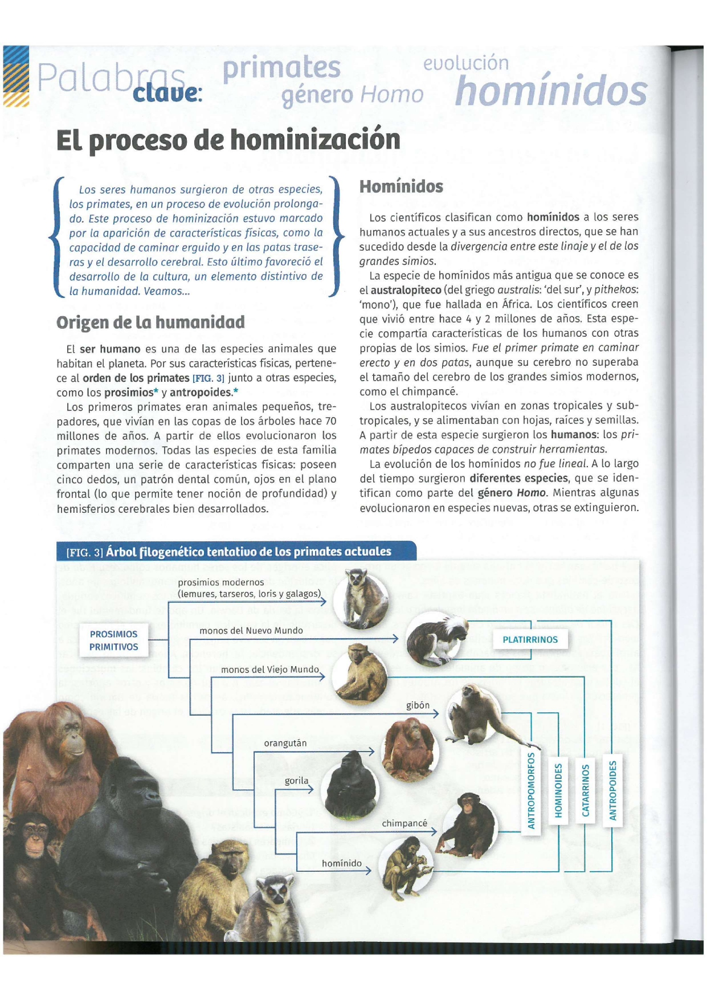 Palabras
clave:
primates
género Homo
evolución
homínidos
El proceso de hominización
Los seres humanos surgieron de otras especies,
los primates, en un proceso de evolución prolonga-
do. Este proceso de hominización estuvo marcado
por la aparición de características físicas, como la
capacidad de caminar erguido y en las patas trase-
ras y el desarrollo cerebral. Esto último favoreció el
desarrollo de la cultura, un elemento distintivo de
la humanidad. Veamos...
Origen de la humanidad
El ser humano es una de las especies animales que
habitan el planeta. Por sus características físicas, pertene-
ce al orden de los primates [FIG. 3] junto a otras especies,
como los prosimios* y antropoides.*
Los primeros primates eran animales pequeños, tre-
padores, que vivían en las copas de los árboles hace 70
millones de años. A partir de ellos evolucionaron los
primates modernos. Todas las especies de esta familia
comparten una serie de características físicas: poseen
cinco dedos, un patrón dental común, ojos en el plano
frontal (lo que permite tener noción de profundidad) y
hemisferios cerebrales bien desarrollados.
Homínidos
Los científicos clasifican como homínidos a los seres
humanos actuales y a sus ancestros directos, que se han
sucedido desde la divergencia entre este linaje y el de los
grandes simios.
La especie de homínidos más antigua que se conoce es
el australopiteco (del griego australis: 'del sur', y pithekos:
'mono'), que fue hallada en África. Los científicos creen
que vivió entre hace 4 y 2 millones de años. Esta espe-
cie compartía características de los humanos con otras
propias de los simios. Fue el primer primate en caminar
erecto y en dos patas, aunque su cerebro no superaba
el tamaño del cerebro de los grandes simios modernos,
como el chimpancé.
Los australopitecos vivían en zonas tropicales y sub-
tropicales, y se alimentaban con hojas, raíces y semillas.
A partir de esta especie surgieron los humanos: los pri-
mates bípedos capaces de construir herramientas.
La evolución de los homínidos no fue lineal. A lo largo
del tiempo surgieron diferentes especies, que se iden-
tifican como parte del género Homo. Mientras algunas
evolucionaron en especies nuevas, otras se extinguieron.
[FIG. 3] Árbol filogenético tentativo de los primates actuales
prosimios modernos
(lemures, tarseros, loris y galagos)
PROSIMIOS
PRIMITIVOS
monos del Nuevo Mundo
PLATIRRINOS
monos del Viejo Mundo
gibón
orangután
gorila
chimpancé
homínido
ANTROPOMORFOS
HOMINOIDES
CATARRINOS
ANTROPOIDES